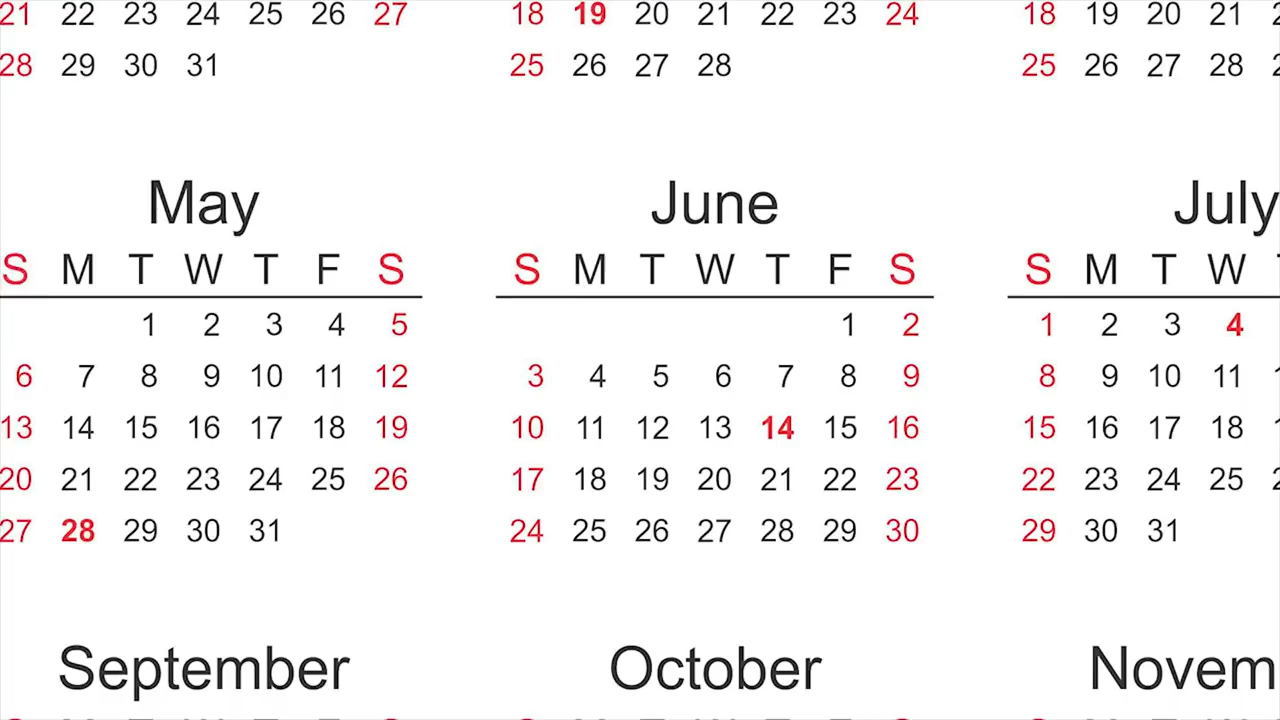 21 22 23 24 25 26 27 18 19 20 21 22 23 24 18 19 20 21
28 29 30 31 25 26 27 28 25 26 27 28
May June July
S M T W T F S S M T W T F S S M T W
1 2 3 4 5 1 2 1 2 3 4
6 7 8 9 10 11 12 3 4 5 6 7 8 9 8 9 10 11
13 14 15 16 17 18 19 10 11 12 13 14 15 16 15 16 17 18
20 21 22 23 24 25 26 17 18 19 20 21 22 23 22 23 24 25
27 28 29 30 31 24 25 26 27 28 29 30 29 30 31
September October Novem